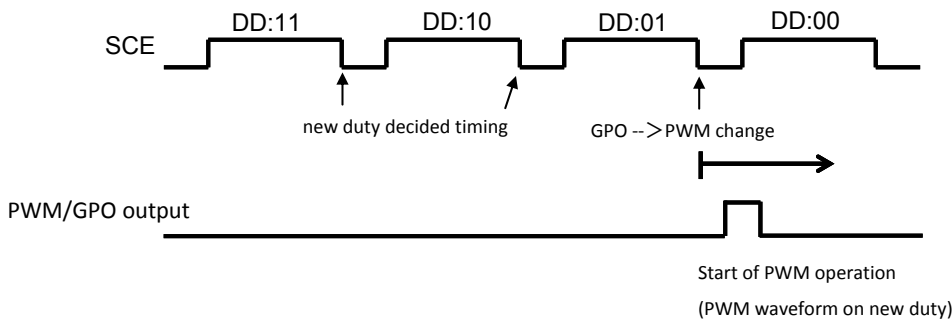 DD:11 DD:10 DD:01 DD:00
SCE
new duty decided timing
GPO -->PWM change
PWM/GPO output
Start of PWM operation
(PWM waveform on new duty)